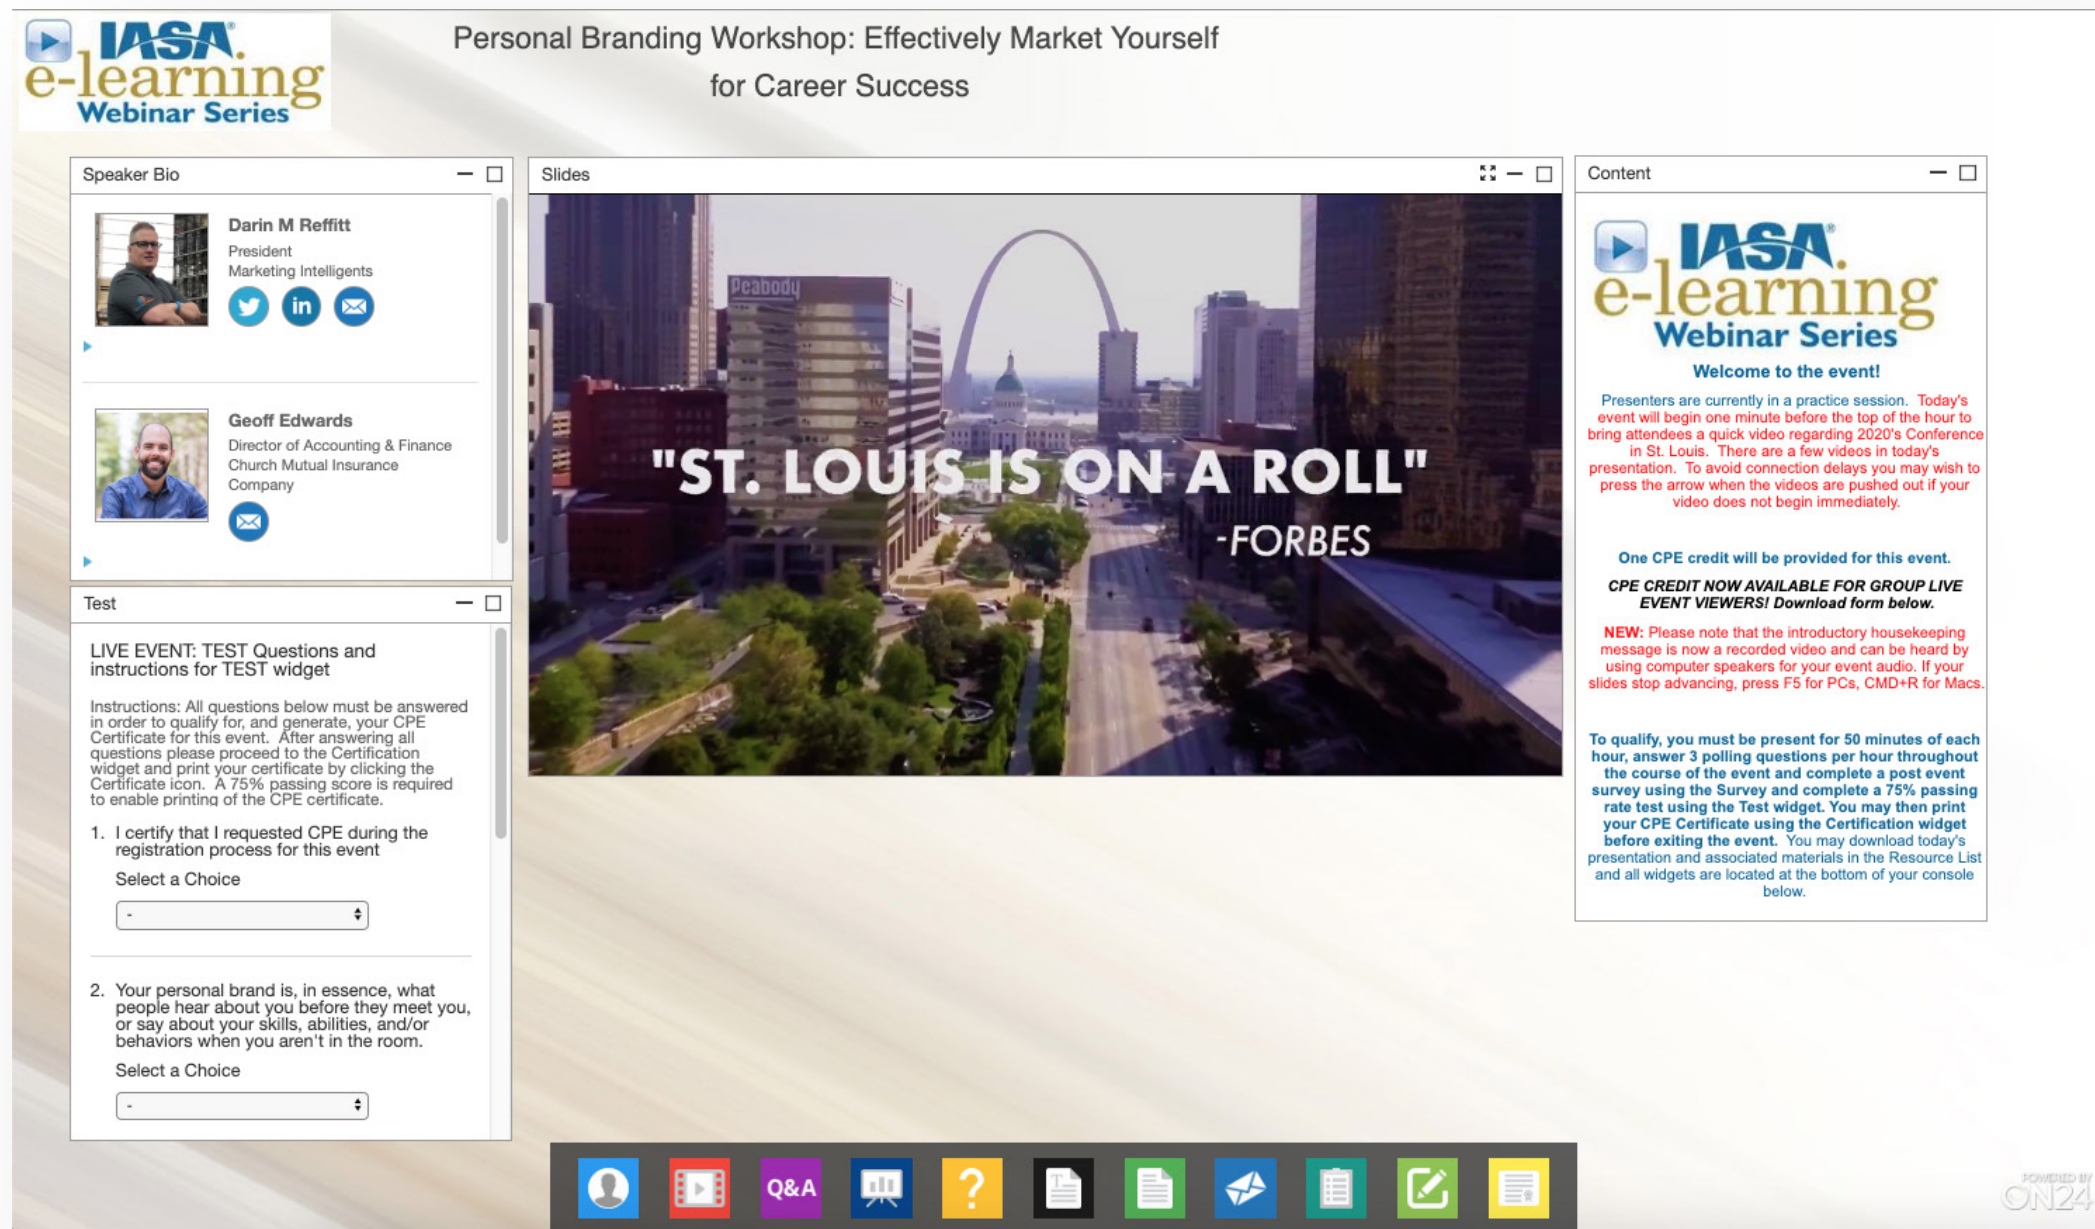 IASA®
e-learning
Webinar Series
Personal Branding Workshop: Effectively Market Yourself
for Career Success
Speaker Bio
Darin M Reffitt
President
Marketing Intelligents
in
Geoff Edwards
Director of Accounting & Finance
Church Mutual Insurance
Company
Test
LIVE EVENT: TEST Questions and
instructions for TEST widget
Instructions: All questions below must be answered
in order to qualify for, and generate, your CPE
Certificate for this event.  After answering all
questions please proceed to the Certification
widget and print your certificate by clicking the
Certificate icon.  A 75% passing score is required
to enable printing of the CPE certificate.
1. I certify that I requested CPE during the
registration process for this event
Select a Choice
-
2. Your personal brand is, in essence, what
people hear about you before they meet you,
or say about your skills, abilities, and/or
behaviors when you aren't in the room.
Select a Choice
-
Slides
Peabody
"ST. LOUIS IS ON A ROLL"
-FORBES
Content
IASA®
e-learning
Webinar Series
Welcome to the event!
Presenters are currently in a practice session.  Today's
event will begin one minute before the top of the hour to
bring attendees a quick video regarding 2020's Conference
in St. Louis.  There are a few videos in today's
presentation.  To avoid connection delays you may wish to
press the arrow when the videos are pushed out if your
video does not begin immediately.
One CPE credit will be provided for this event.
CPE CREDIT NOW AVAILABLE FOR GROUP LIVE
EVENT VIEWERS! Download form below.
NEW: Please note that the introductory housekeeping
message is now a recorded video and can be heard by
using computer speakers for your event audio. If your
slides stop advancing, press F5 for PCs, CMD+R for Macs.
To qualify, you must be present for 50 minutes of each
hour, answer 3 polling questions per hour throughout
the course of the event and complete a post event
survey using the Survey and complete a 75% passing
rate test using the Test widget. You may then print
your CPE Certificate using the Certification widget
before exiting the event.  You may download today's
presentation and associated materials in the Resource List
and all widgets are located at the bottom of your console
below.
Q&A
?
T
POWERED BY
ON24